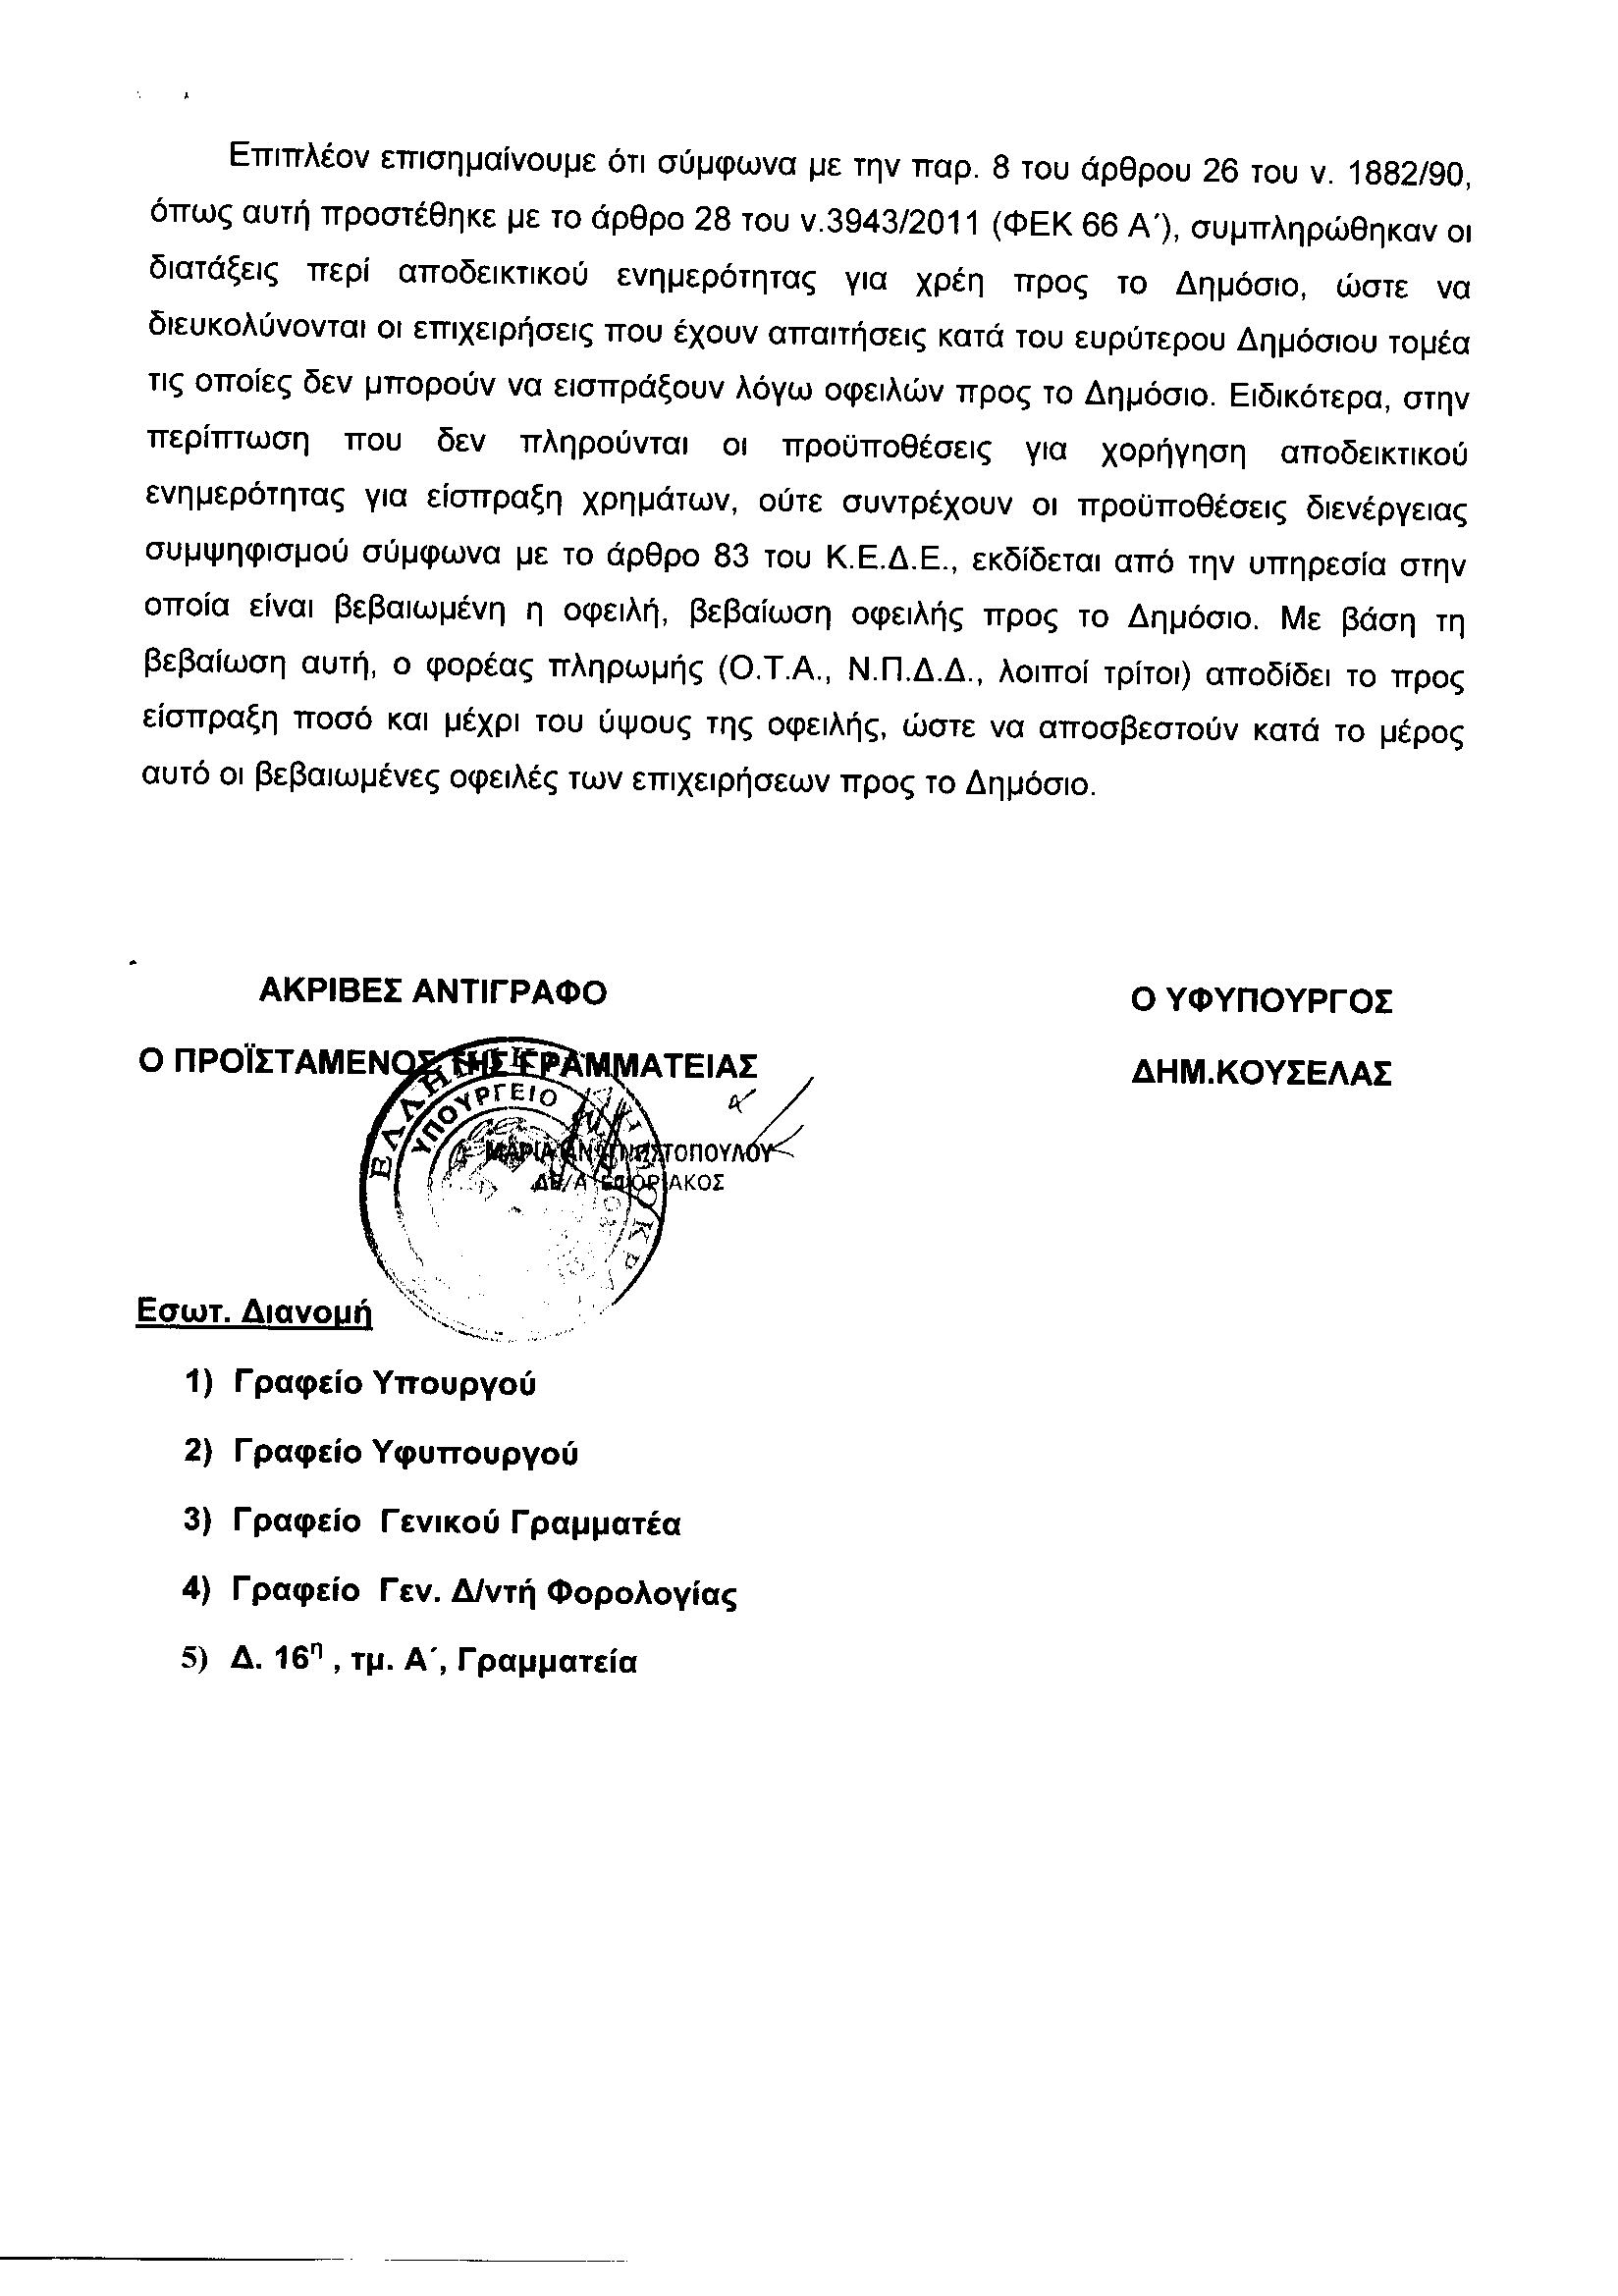 Επιπλέον επισημαίνουμε ότι σύμφωνα με την παρ. 8 του άρθρου 26 του ν. 1882/90,
όπως αυτή προστέθηκε με το άρθρο 28 του ν.3943/2011 (ΦΕΚ 66 Α΄), συμπληρώθηκαν οι
διατάξεις περί αποδεικτικού ενημερότητας για χρέη προς το Δημόσιο, ώστε να
διευκολύνονται οι επιχειρήσεις που έχουν απαιτήσεις κατά του ευρύτερου Δημόσιου τομέα
τις οποίες δεν μπορούν να εισπράξουν λόγω οφειλών προς το Δημόσιο. Ειδικότερα, στην
περίπτωση που δεν πληρούνται οι προϋποθέσεις για χορήγηση αποδεικτικού
ενημερότητας για είσπραξη χρημάτων, ούτε συντρέχουν οι προϋποθέσεις διενέργειας
συμψηφισμού σύμφωνα με το άρθρο 83 του Κ.Ε.Δ.Ε., εκδίδεται από την υπηρεσία στην
οποία είναι βεβαιωμένη η οφειλή, βεβαίωση οφειλής προς το Δημόσιο. Με βάση τη
βεβαίωση αυτή, ο φορέας πληρωμής (Ο.Τ.Α., Ν.Π.Δ.Δ., λοιποί τρίτοι) αποδίδει το προς
είσπραξη ποσό και μέχρι του ύψους της οφειλής, ώστε να αποσβεστούν κατά το μέρος
αυτό οι βεβαιωμένες οφειλές των επιχειρήσεων προς το Δημόσιο.
ΑΚΡΙΒΕΣ ΑΝΤΙΓΡΑΦΟ
Ο ΥΦΥΠΟΥΡΓΟΣ
Ο ΠΡΟΪΣΤΑΜΕΝΟΣ ΤΗΣ ΓΡΑΜΜΑΤΕΙΑΣ
ΔΗΜ.ΚΟΥΣΕΛΑΣ
ΥΠΟΥΡΓΕΙΟ
ΜΑΡΙΑ ΑΝΑΓΝΩΣΤΟΠΟΥΛΟΥ
ΔΕ/Α΄ ΕΦΟΡΙΑΚΟΣ
Εσωτ. Διανομή
1) Γραφείο Υπουργού
2) Γραφείο Υφυπουργού
3) Γραφείο Γενικού Γραμματέα
4) Γραφείο Γεν. Δ/ντή Φορολογίας
5) Δ. 16η , τμ. Α΄, Γραμματεία